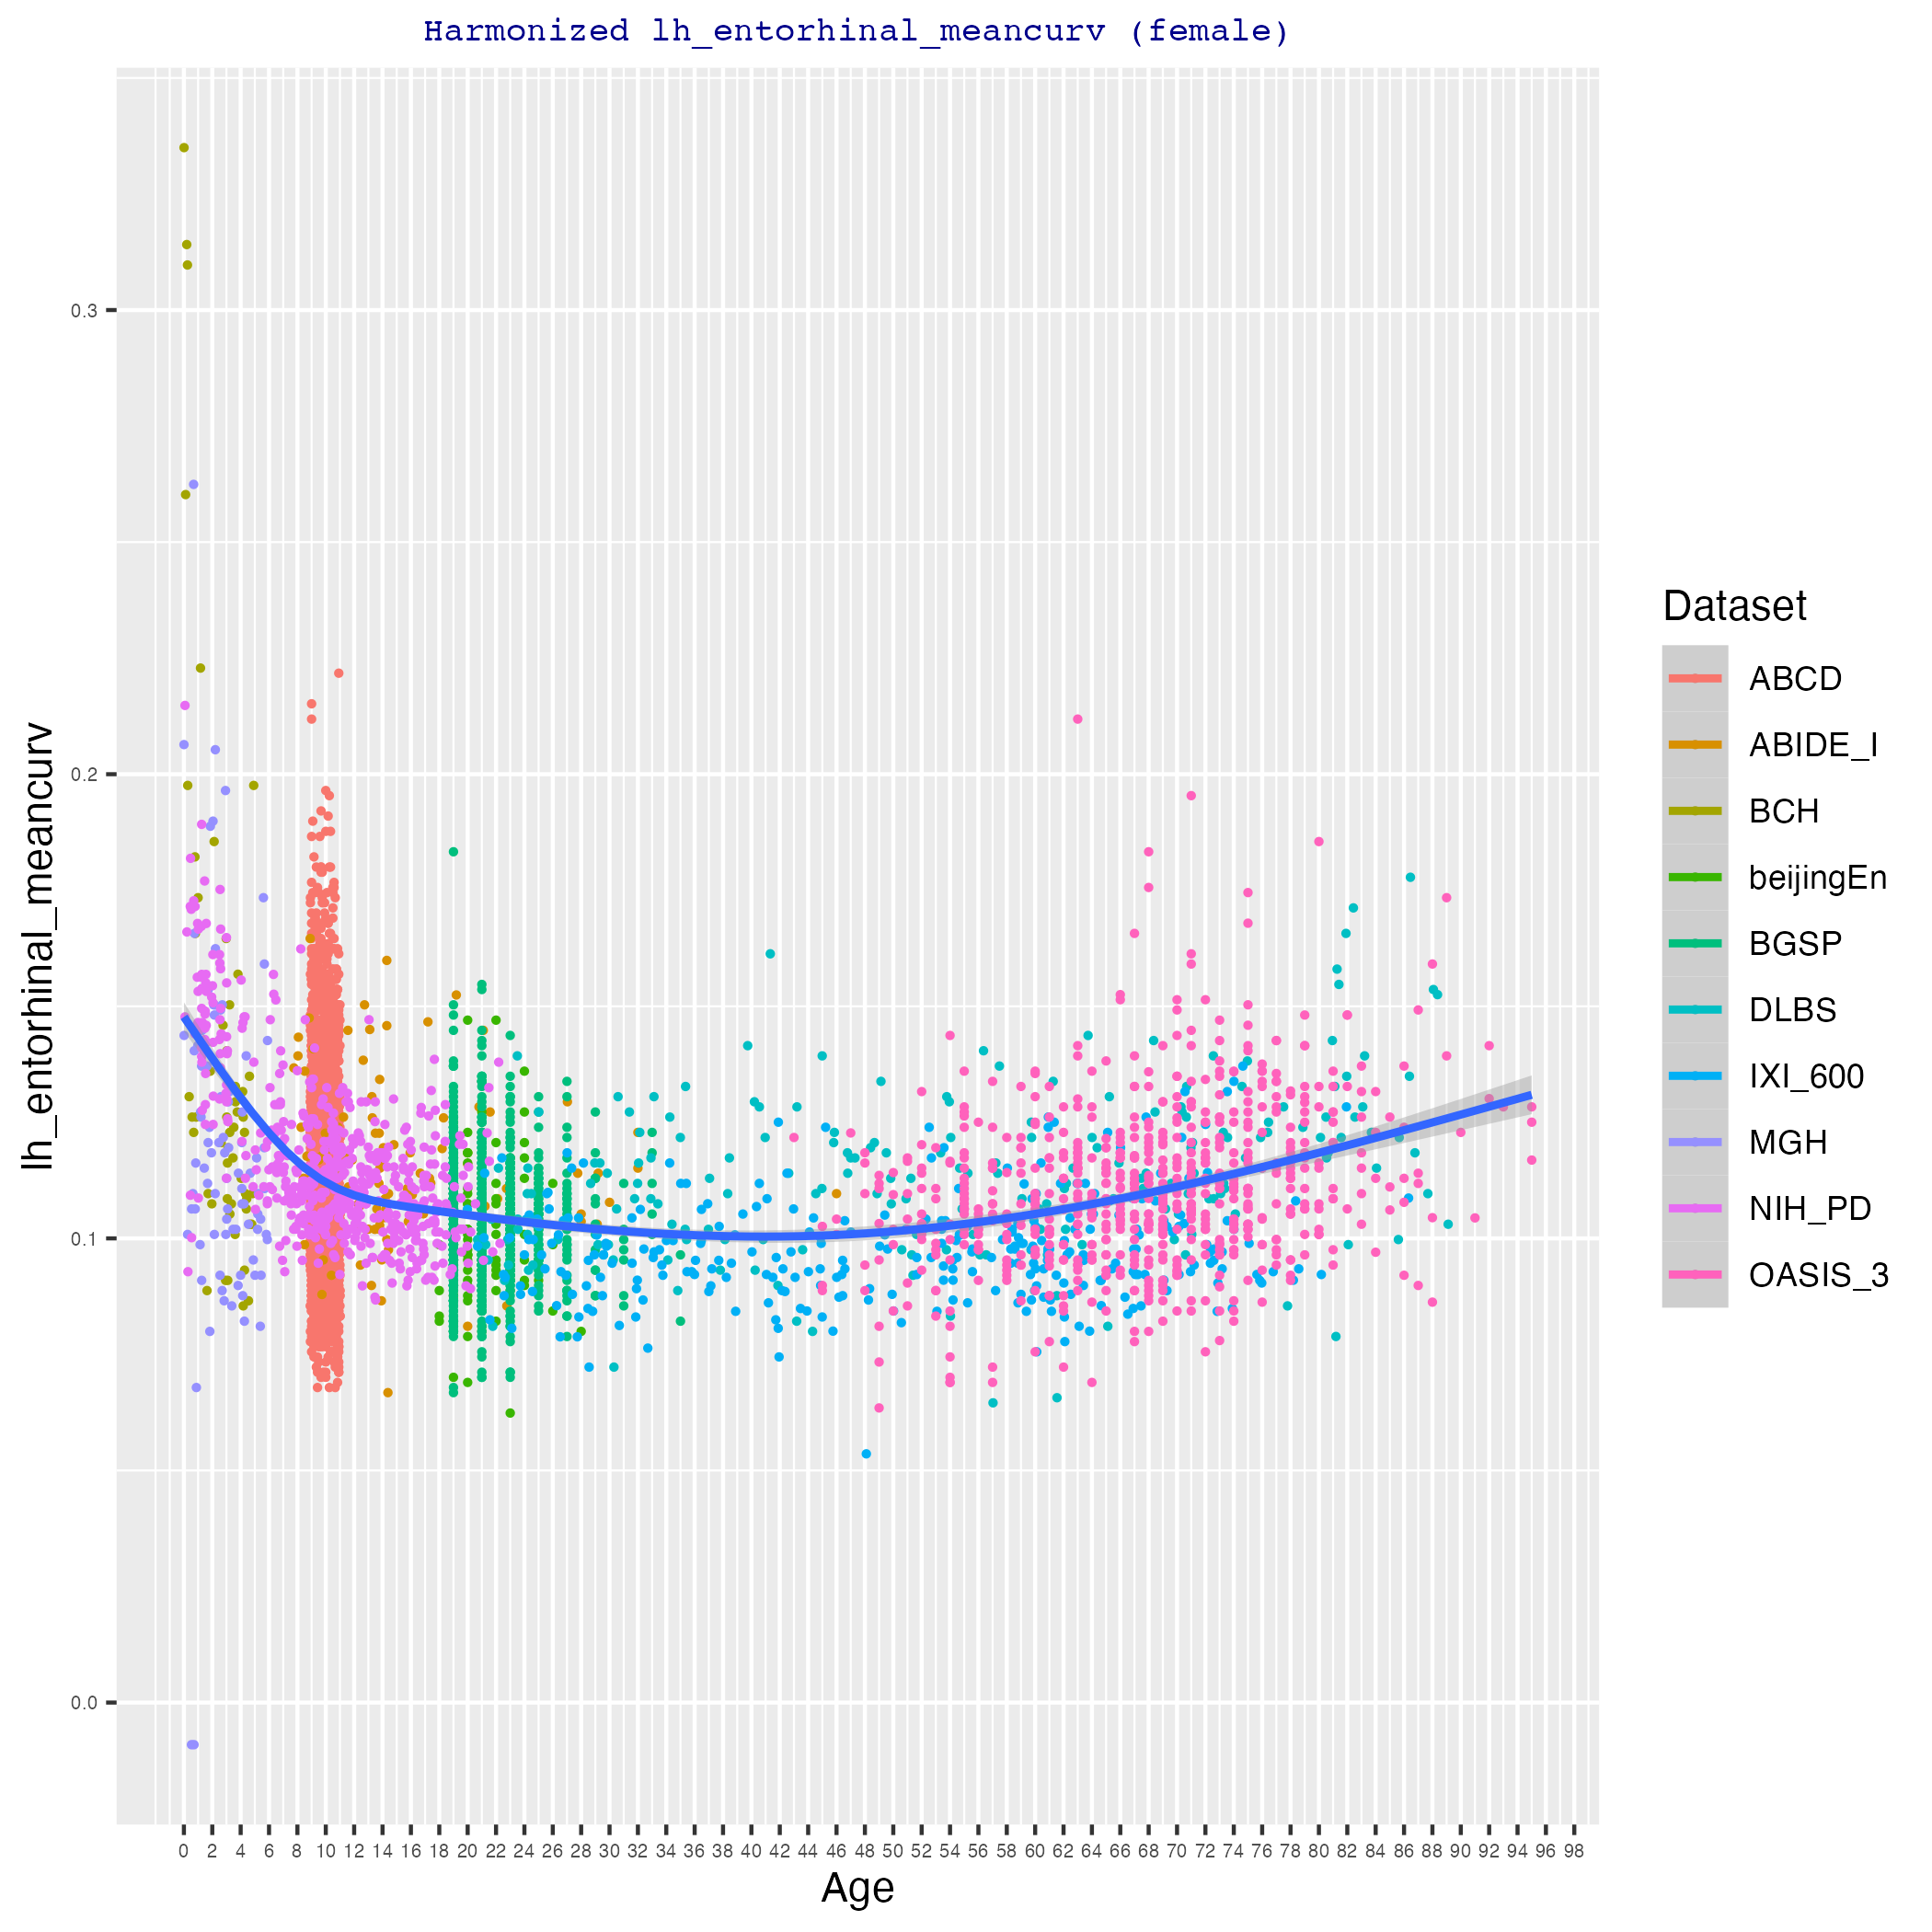 Harmonized lh_entorhinal_meancurv (female)
lh_entorhinal_meancurv
0.3
0.2
0.1
0.0
0 2 4 6 8 10 12 14 16 18 20 22 24 26 28 30 32 34 36 38 40 42 44 46 48 50 52 54 56 58 60 62 64 66 68 70 72 74 76 78 80 82 84 86 88 90 92 94 96 98
Age
Dataset
ABCD
ABIDE_I
BCH
beijingEn
BGSP
DLBS
IXI_600
MGH
NIH_PD
OASIS_3